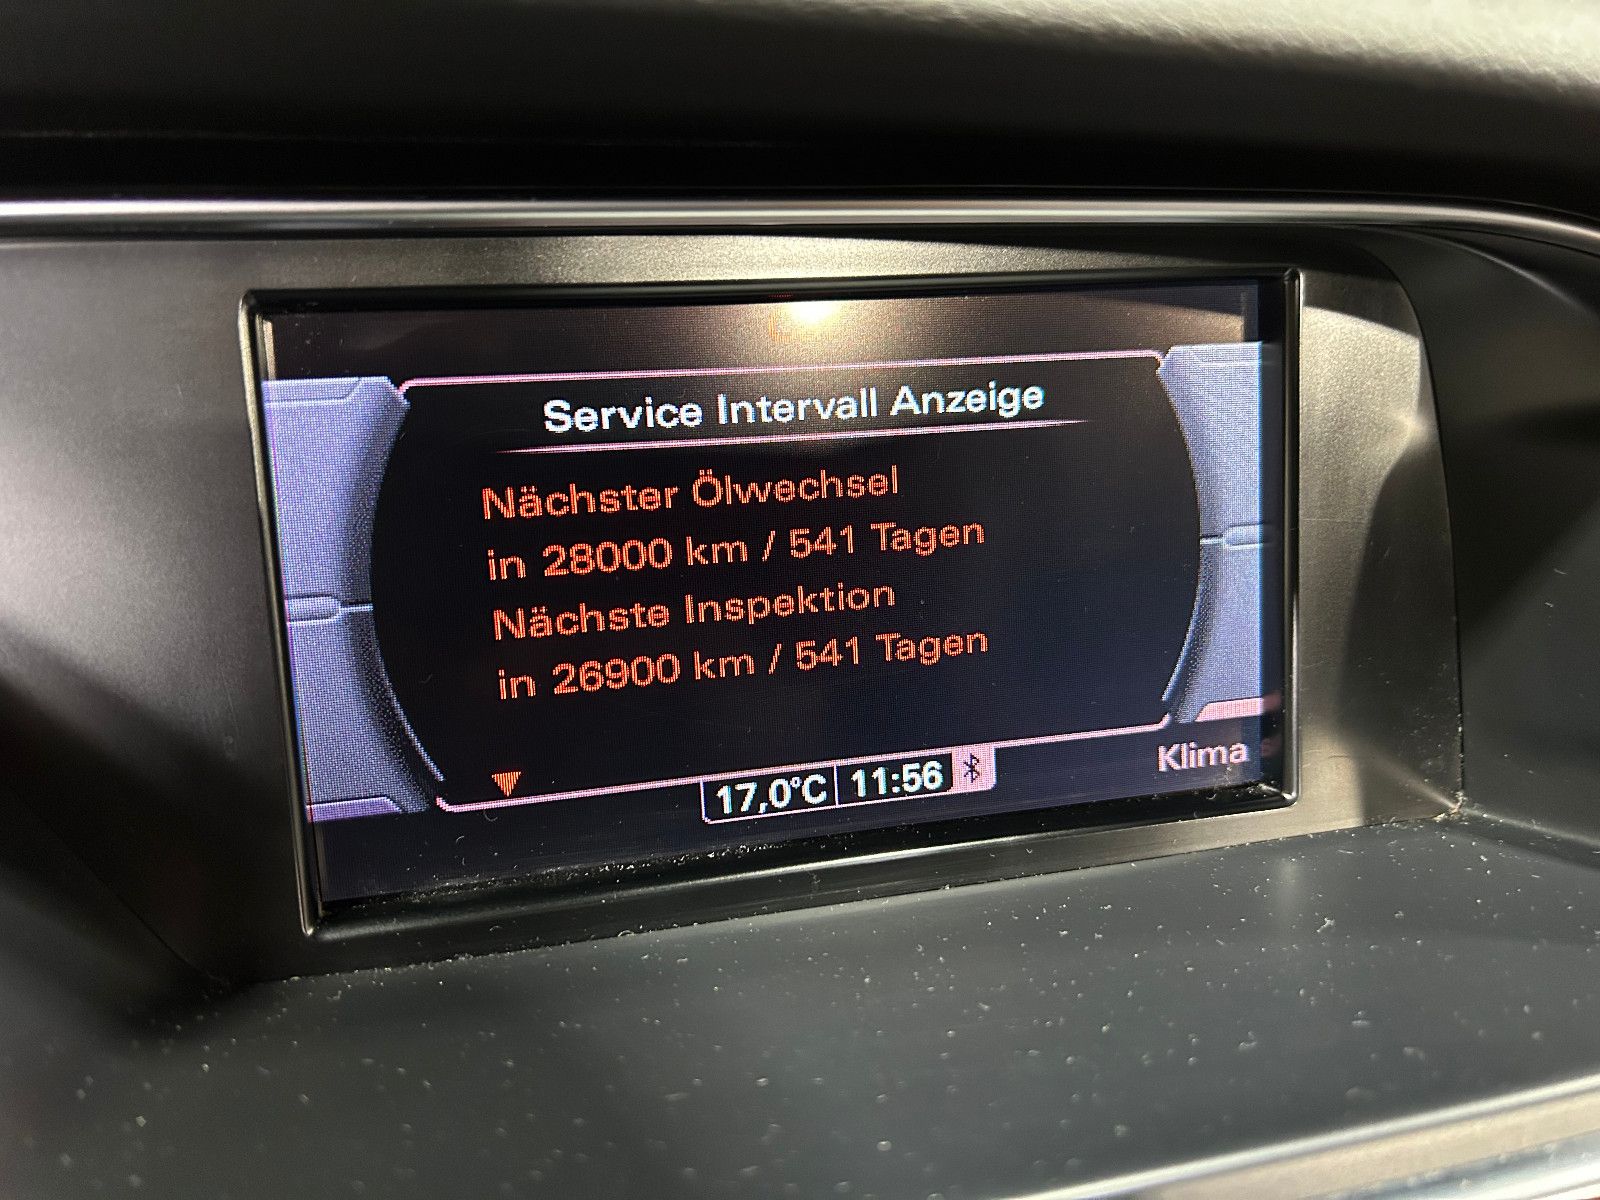 Service Intervall Anzeige
Nächster Ölwechsel
in 28000 km / 541 Tagen
Nächste Inspektion
in 26900 km / 541 Tagen
17,0°C 11:56
Klima